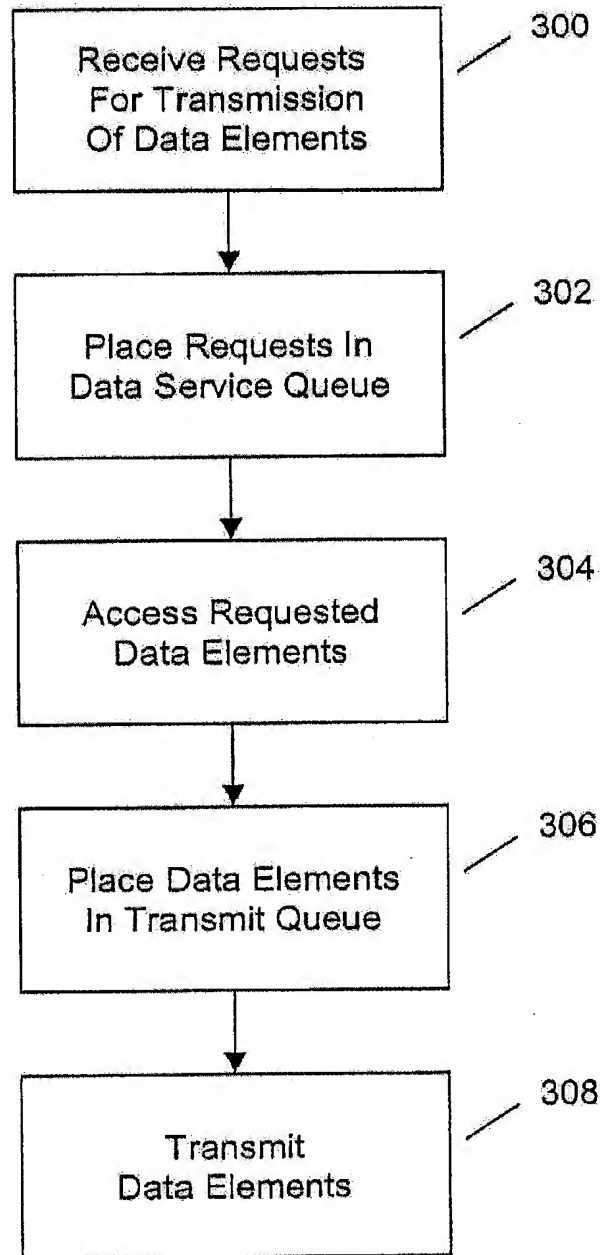 Receive Requests
For Transmission
Of Data Elements
300
Place Requests In
Data Service Queue
302
Access Requested
Data Elements
304
Place Data Elements
In Transmit Queue
306
Transmit
Data Elements
308